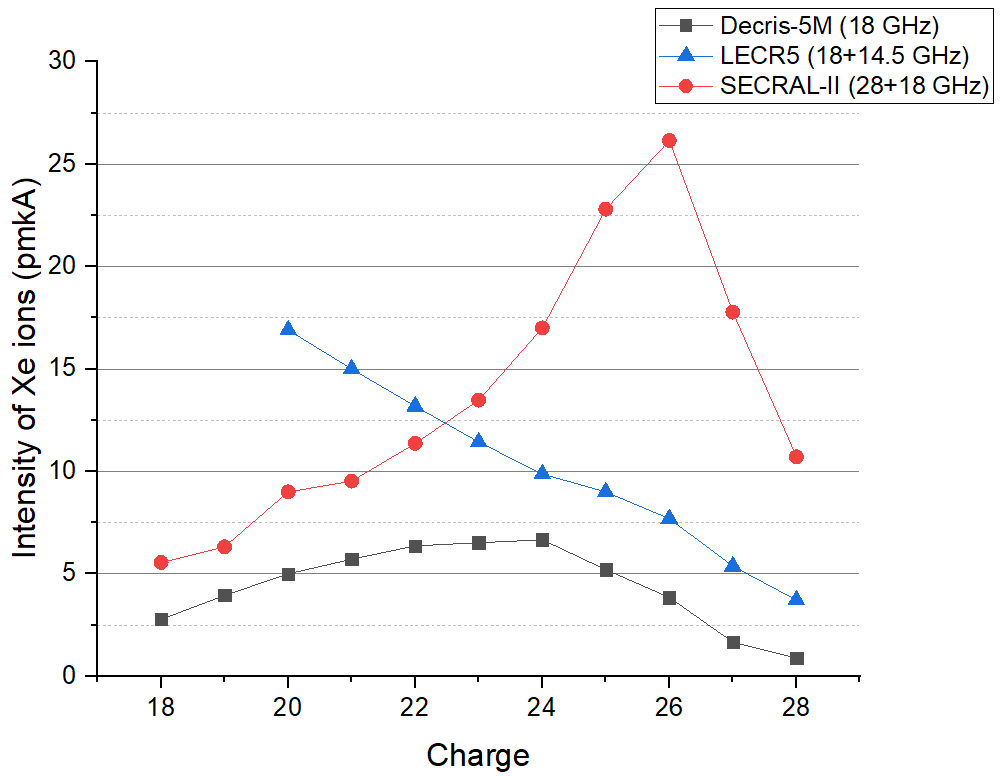 Decris-5M (18 GHz)
LECR5 (18+14.5 GHz)
SECRAL-II (28+18 GHz)
30
25
20
15
10
5
0
Intensity of Xe ions (pmkA)
18 20 22 24 26 28
Charge